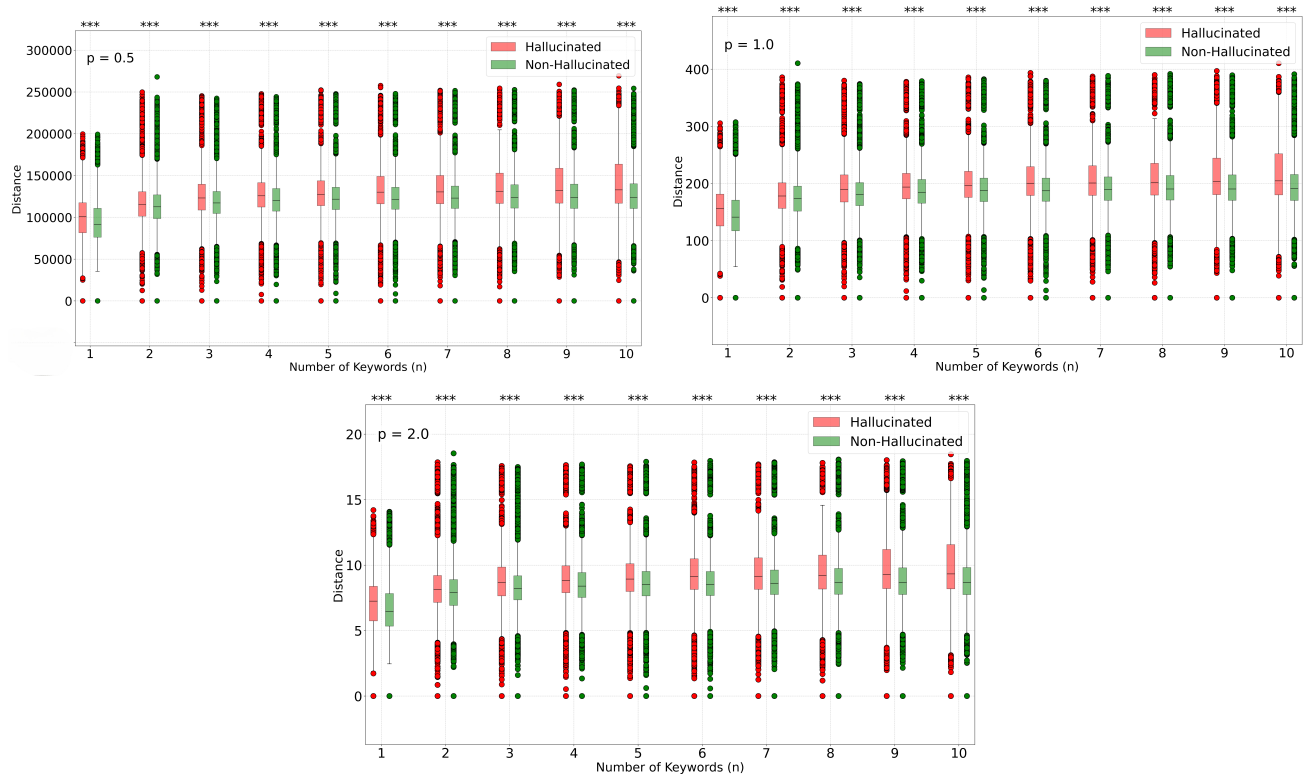 *** *** *** *** *** *** *** *** *** ***
p = 0.5
Hallucinated
Non-Hallucinated
300000
250000
200000
150000
100000
50000
0
Distance
1 2 3 4 5 6 7 8 9 10
Number of Keywords (n)
*** *** *** *** *** *** *** *** *** ***
p = 1.0
Hallucinated
Non-Hallucinated
400
300
200
100
0
Distance
1 2 3 4 5 6 7 8 9 10
Number of Keywords (n)
*** *** *** *** *** *** *** *** *** ***
p = 2.0
Hallucinated
Non-Hallucinated
20
15
10
5
0
Distance
1 2 3 4 5 6 7 8 9 10
Number of Keywords (n)